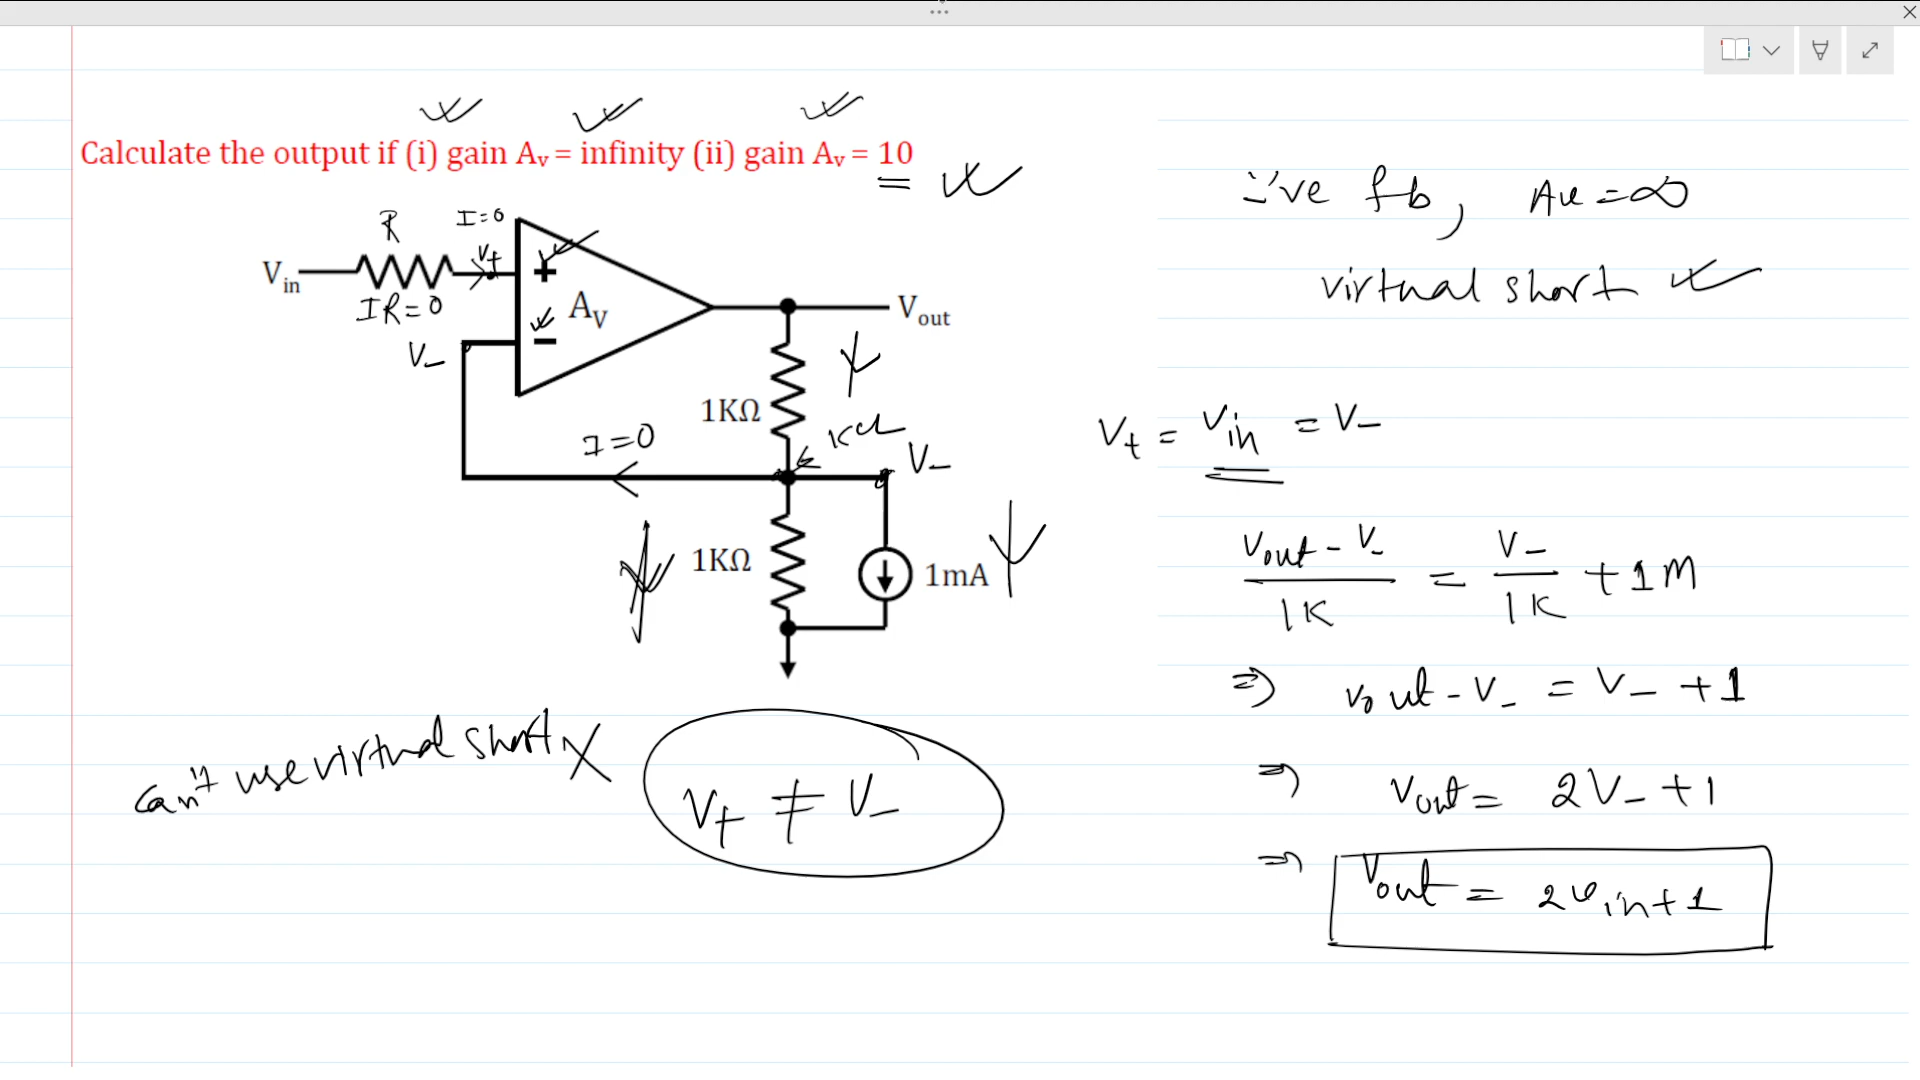 Calculate the output if (i) gain Av = infinity (ii) gain Av = 10
R
I=0
V+
Vin
IR=0
+
AV
−
V−
Vout
1KΩ
KCL
I=0
V−
1KΩ
1mA
can't use virtual short X
V+ ≠ V−
-'ve fb, Av = ∞
virtual short
V+ = Vin = V−
(Vout - V−)/1K = V−/1K + 1m
⇒ Vout - V− = V− + 1
⇒ Vout = 2V− + 1
⇒ Vout = 2Vin + 1